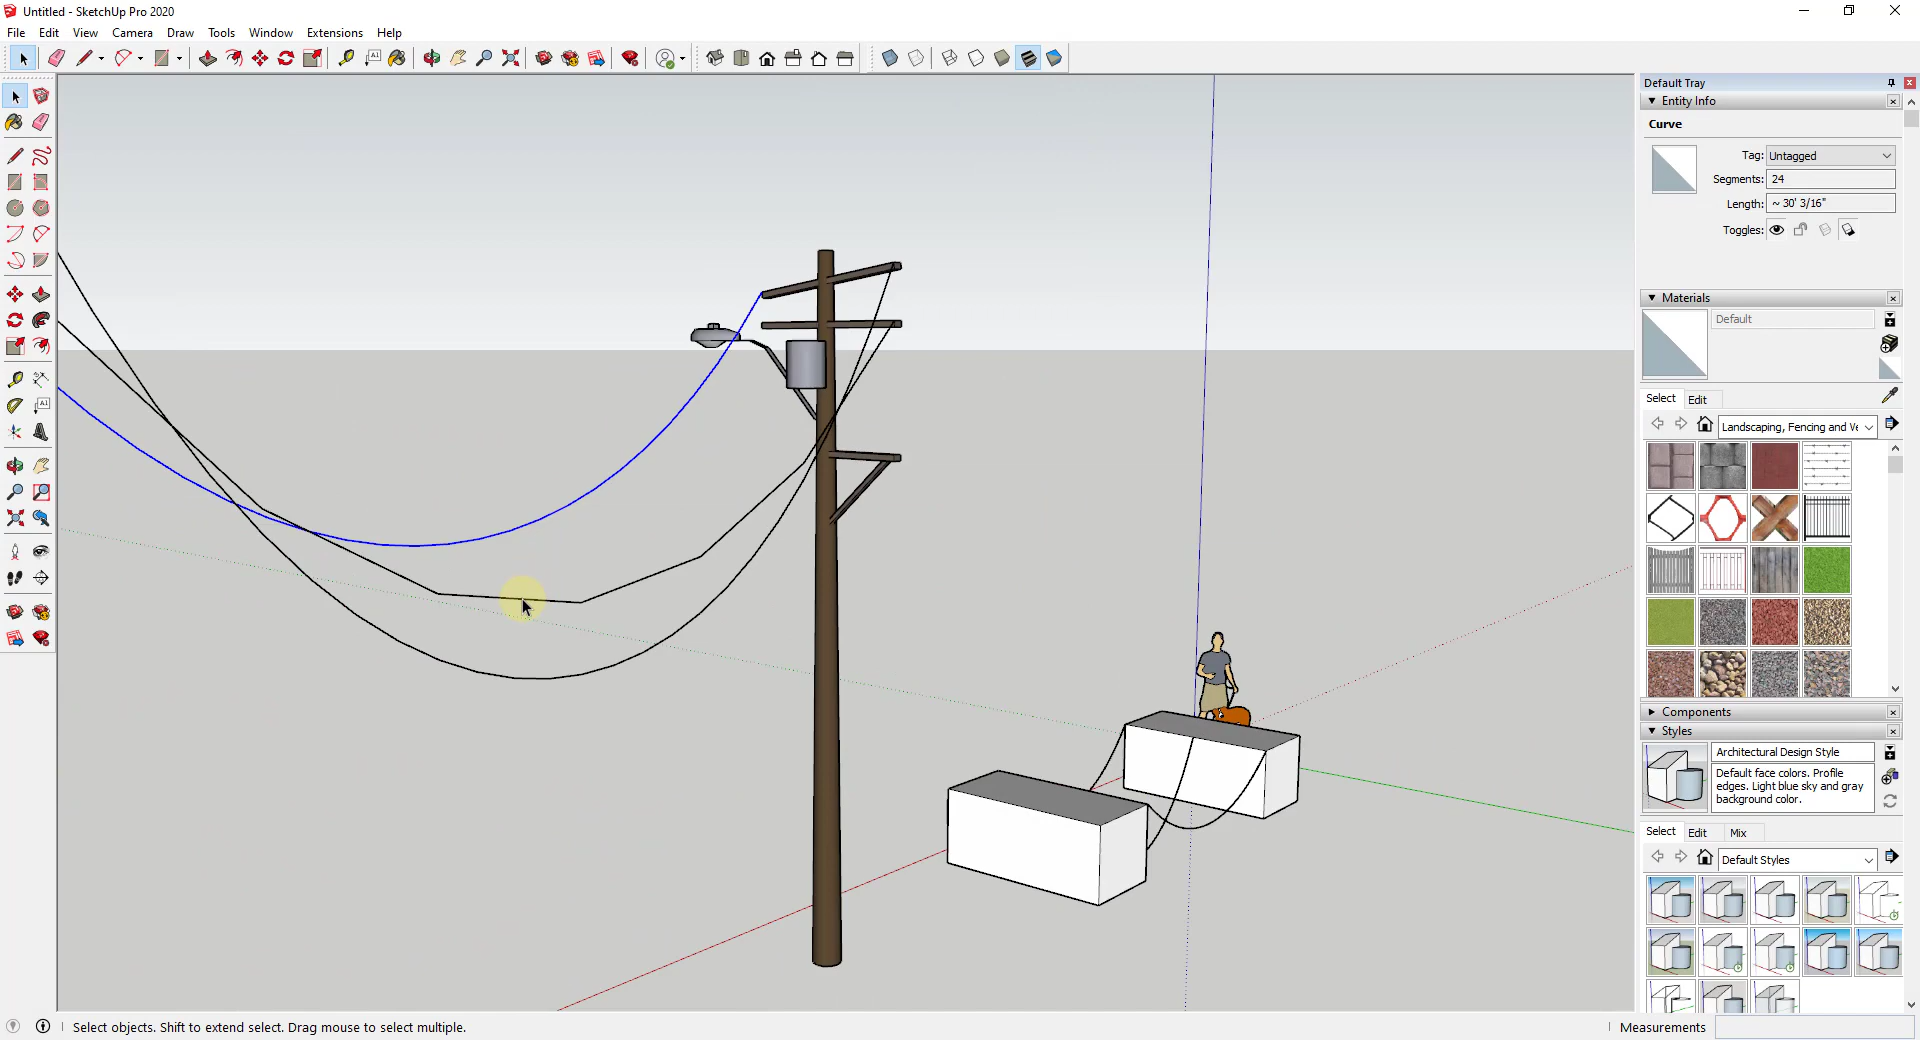 Untitled - SketchUp Pro 2020
File Edit View Camera Draw Tools Window Extensions Help
Default Tray
Entity Info
Curve
Tag: Untagged
Segments: 24
Length: ~ 30' 3/16"
Toggles:
Materials
Default
Select Edit
Landscaping, Fencing and Ve
Components
Styles
Architectural Design Style
Default face colors. Profile
edges. Light blue sky and gray
background color.
Select Edit Mix
Default Styles
Select objects. Shift to extend select. Drag mouse to select multiple.
Measurements